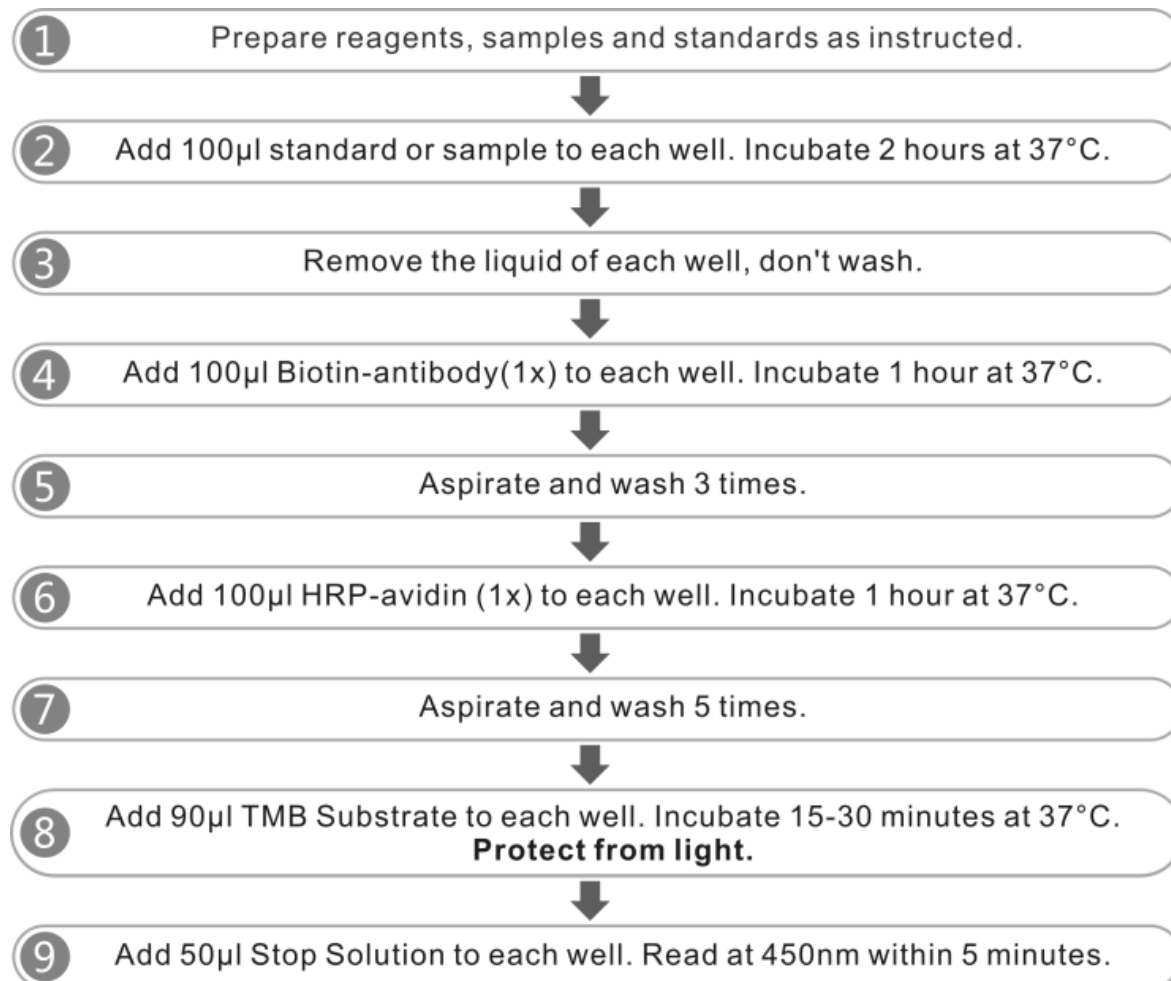 1 Prepare reagents, samples and standards as instructed.
2 Add 100µl standard or sample to each well. Incubate 2 hours at 37°C.
3 Remove the liquid of each well, don't wash.
4 Add 100µl Biotin-antibody(1x) to each well. Incubate 1 hour at 37°C.
5 Aspirate and wash 3 times.
6 Add 100µl HRP-avidin (1x) to each well. Incubate 1 hour at 37°C.
7 Aspirate and wash 5 times.
8 Add 90µl TMB Substrate to each well. Incubate 15-30 minutes at 37°C.
Protect from light.
9 Add 50µl Stop Solution to each well. Read at 450nm within 5 minutes.